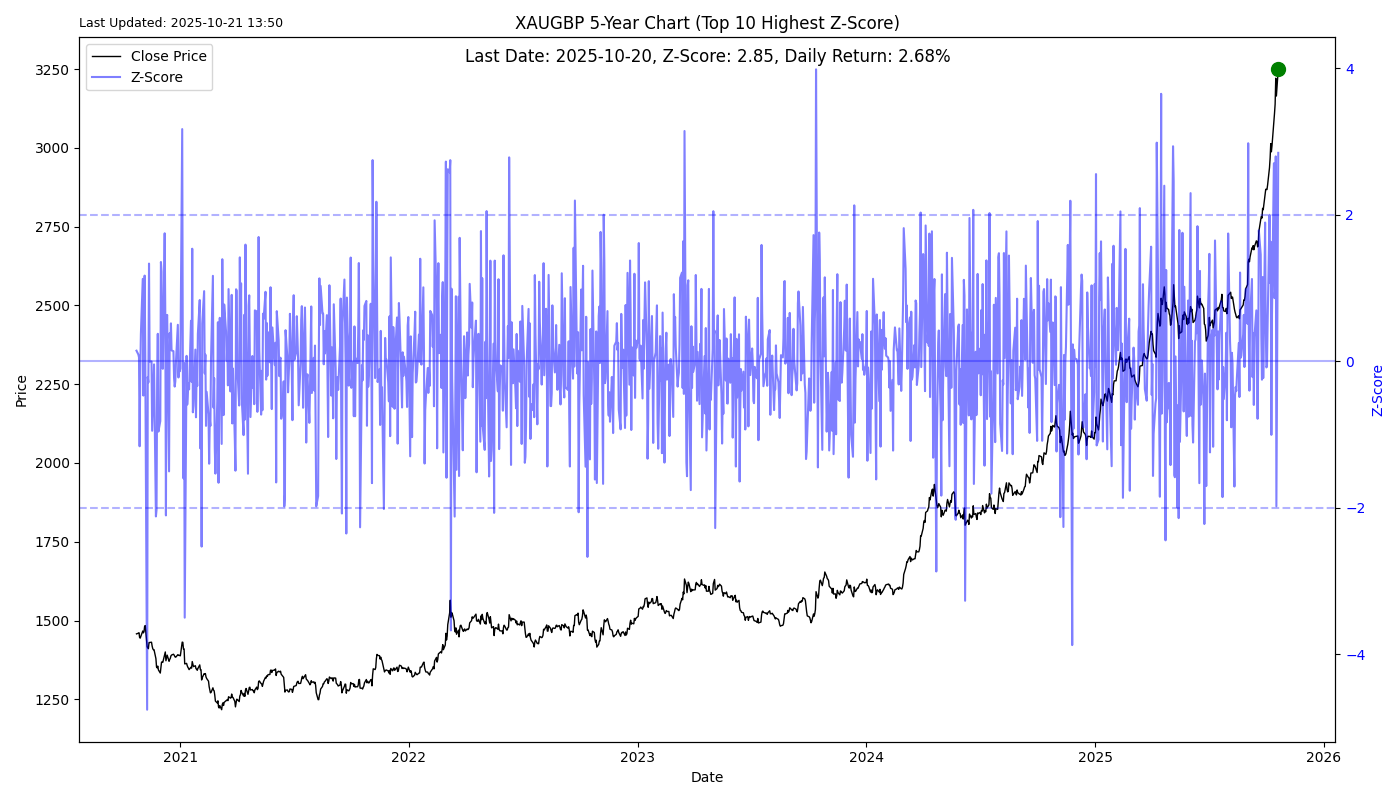 Last Updated: 2025-10-21 13:50
XAUGBP 5-Year Chart (Top 10 Highest Z-Score)
Last Date: 2025-10-20, Z-Score: 2.85, Daily Return: 2.68%
Close Price
Z-Score
3250
3000
2750
2500
2250
2000
1750
1500
1250
Price
4
2
0
−2
−4
Z-Score
2021
2022
2023
2024
2025
2026
Date